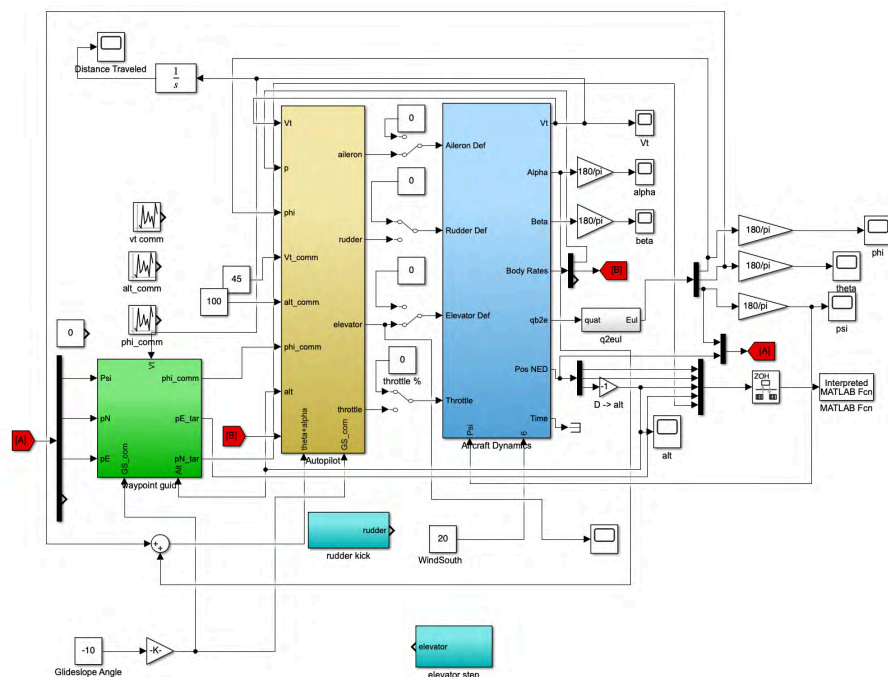 Distance Traveled
1
s
vt comm
alt_comm
phi_comm
0
45
100
Vt
p
phi
Vt_comm
alt_comm
phi_comm
alt
theta+alpha
GS_com
aileron
rudder
elevator
throttle
Autopilot
0
0
0
0
throttle %
Aileron Def
Rudder Def
Elevator Def
Throttle
Psi
6
Vt
Alpha
Beta
Body Rates
qb2e
Pos NED
Time
Aircraft Dynamics
Vt
180/pi
alpha
180/pi
beta
[B]
quat
Eul
q2eul
180/pi
phi
180/pi
theta
180/pi
psi
[A]
-1
D -> alt
alt
ZOH
Interpreted
MATLAB Fcn
MATLAB Fcn
[A]
Vt
Psi
pN
pE
GS_com
Alt
phi_comm
pE_tar
pN_tar
waypoint guid
[B]
+
+
rudder
rudder kick
20
WindSouth
-10
Glideslope Angle
-K-
elevator
elevator step